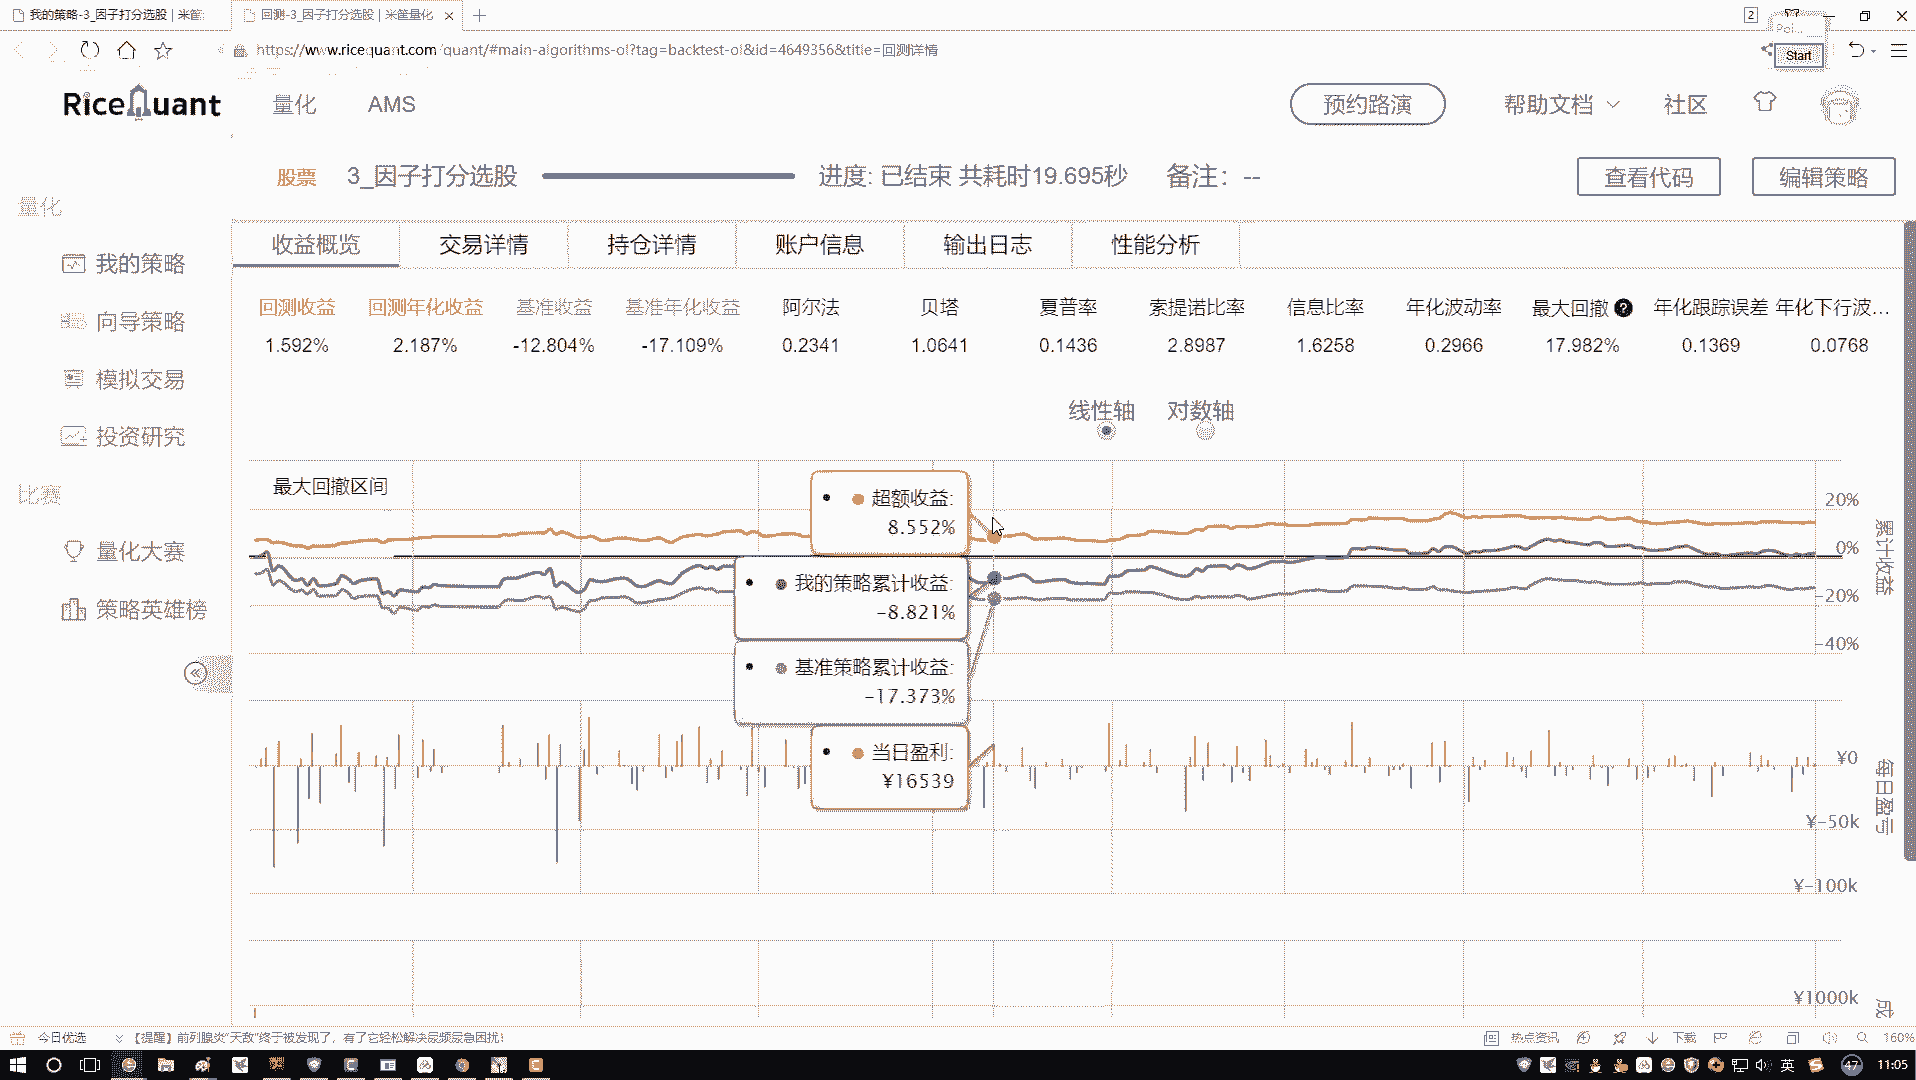 我的策略-3_因子打分选股 | 米筐
回测-3_因子打分选股 | 米筐量化
2
https://www.ricequant.com/quant/#main-algorithms-ol?tag=backtest-ol&id=4649356&title=回测详情
Poi...
Start
RiceQuant
量化
AMS
预约路演
帮助文档
社区
股票
3_因子打分选股
进度: 已结束 共耗时19.695秒
备注: --
查看代码
编辑策略
量化
我的策略
向导策略
模拟交易
投资研究
比赛
量化大赛
策略英雄榜
收益概览 交易详情 持仓详情 账户信息 输出日志 性能分析
回测收益 回测年化收益 基准收益 基准年化收益 阿尔法 贝塔 夏普率 索提诺比率 信息比率 年化波动率 最大回撤 ? 年化跟踪误差 年化下行波...
1.592% 2.187% -12.804% -17.109% 0.2341 1.0641 0.1436 2.8987 1.6258 0.2966 17.982% 0.1369 0.0768
线性轴 对数轴
最大回撤区间
超额收益:
8.552%
我的策略累计收益:
-8.821%
基准策略累计收益:
-17.373%
当日盈利:
¥16539
20%
0%
-20%
-40%
累计收益
¥0
¥-50k
¥-100k
每日盈亏
¥1000k
成
今日优选
【提醒】前列腺炎"天敌"终于被发现了，有了它轻松解决尿频尿急困扰!
热点资讯
下载
160%
英
47
11:05